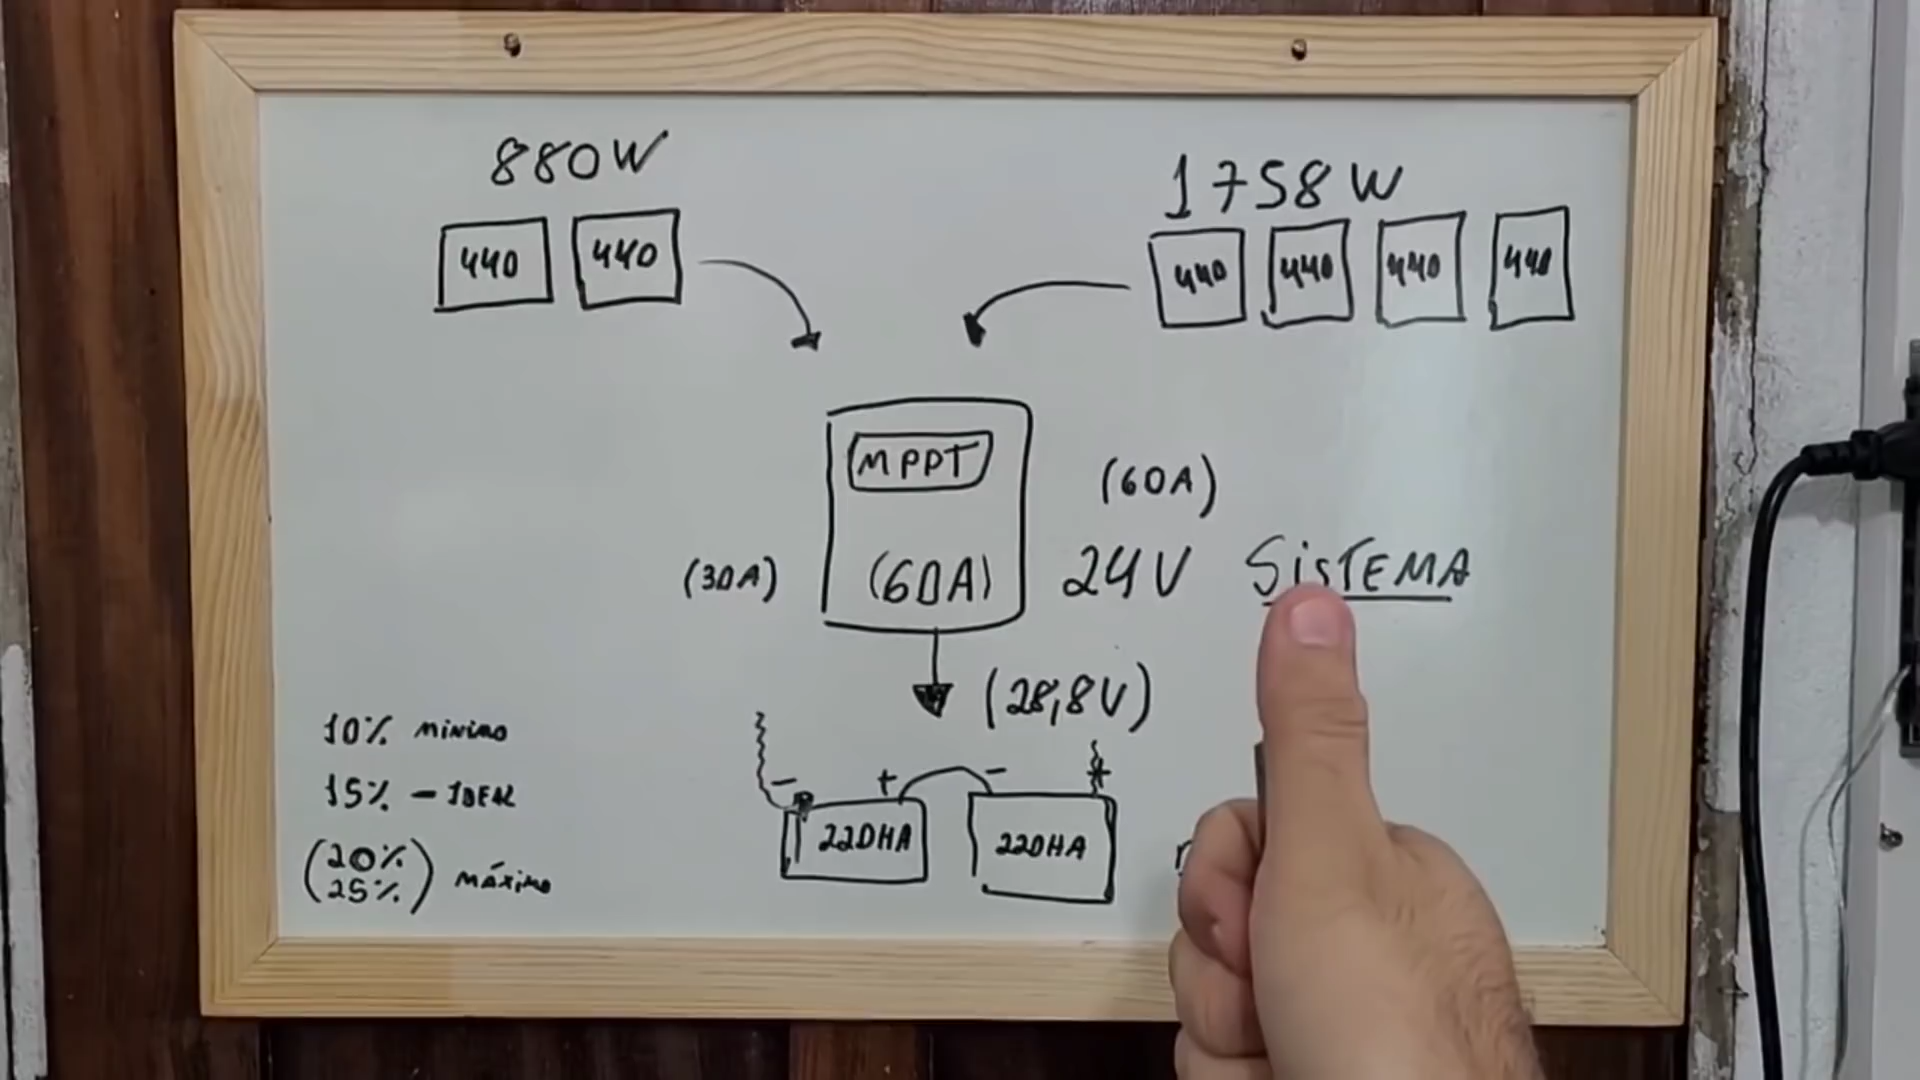 880W
440 440
1758W
440 440 440 440
MPPT
(60A)
(30A)
(60A)
24V SiSTEMA
(28,8V)
- + - +
220HA 220HA
10% MiNiMO
15% - IDEAL
(20%
25%) MÁXiMO